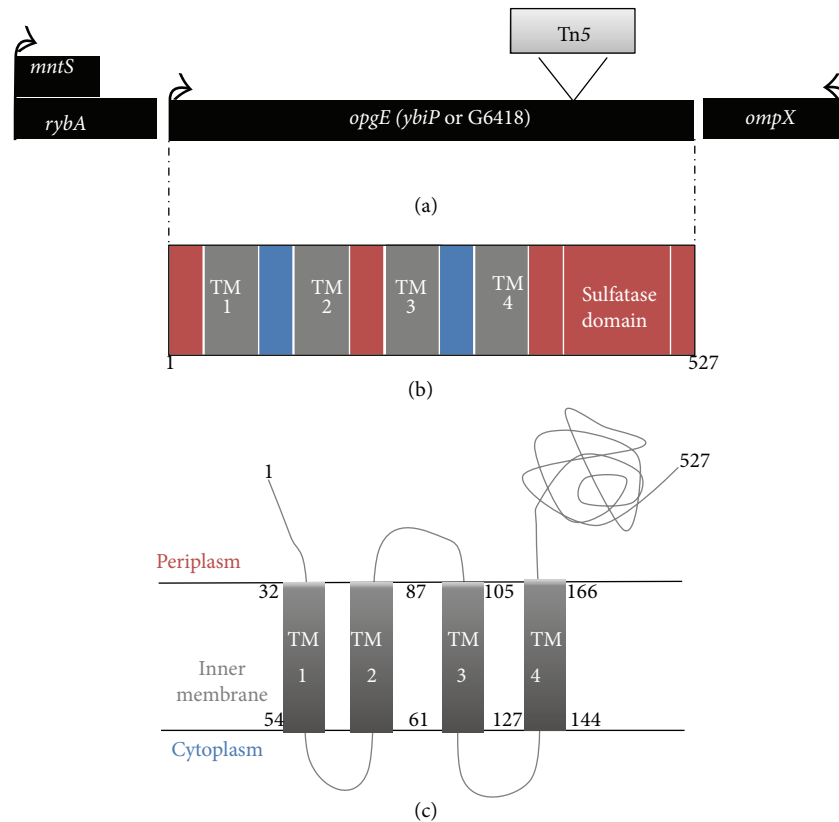 Tn5
mntS
rybA
opgE (ybiP or G6418)
ompX
(a)
TM
1
TM
2
TM
3
TM
4
Sulfatase
domain
1
527
(b)
1
527
Periplasm
32
87
105
166
TM
1
TM
2
TM
3
TM
4
Inner
membrane
54
61
127
144
Cytoplasm
(c)